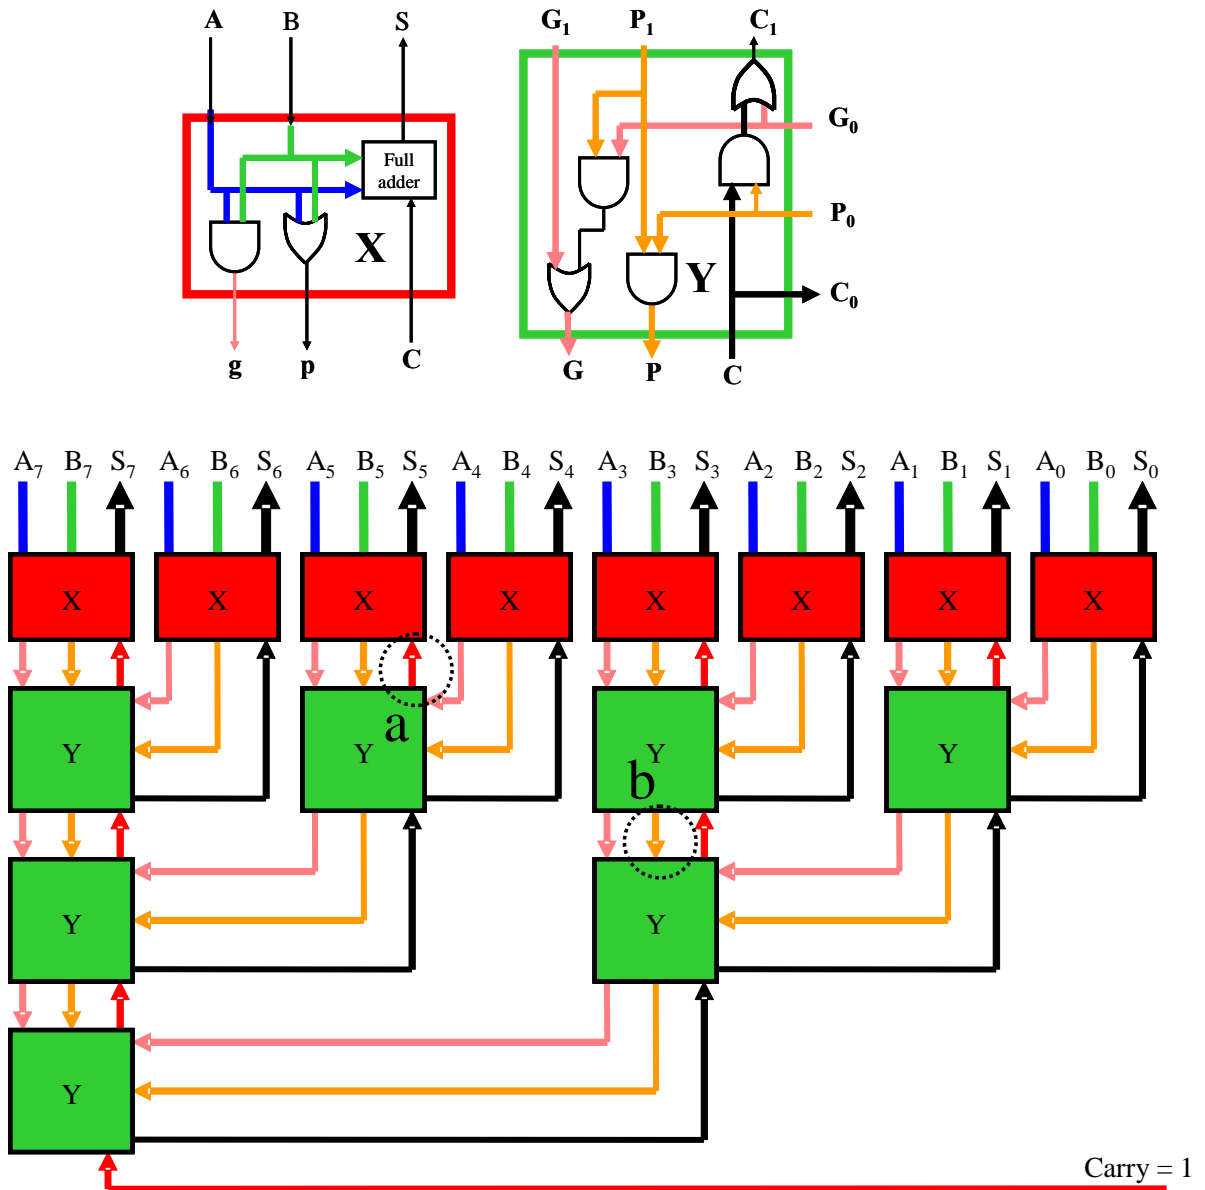 A B S G₁ P₁ C₁
G₀
Full
adder
P₀
X Y
C₀
g p C G P C
A₇ B₇ S₇ A₆ B₆ S₆ A₅ B₅ S₅ A₄ B₄ S₄ A₃ B₃ S₃ A₂ B₂ S₂ A₁ B₁ S₁ A₀ B₀ S₀
X X X X X X X X
a
Y Y Y Y
b
Y Y
Y
Carry = 1